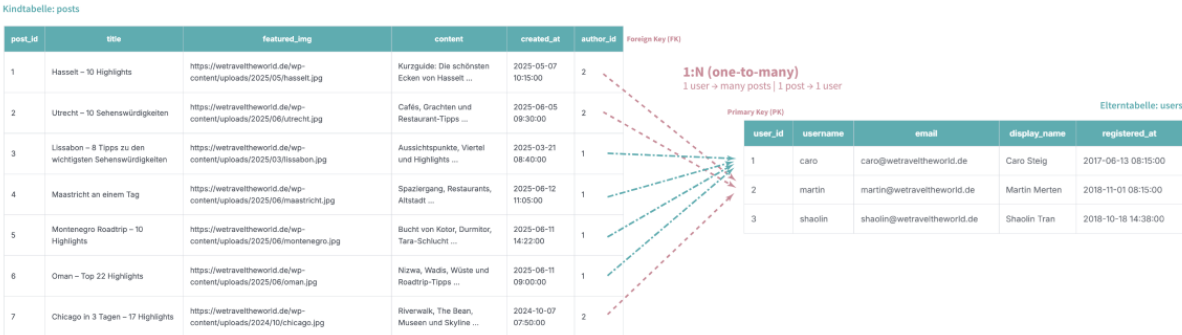 Kindtabelle: posts
post_id title featured_img content created_at author_id Foreign Key (FK)
1 Hasselt – 10 Highlights https://wetraveltheworld.de/wp- Kurzguide: Die schönsten 2025-05-07 2
content/uploads/2025/05/hasselt.jpg Ecken von Hasselt ... 10:15:00
2 Utrecht – 10 Sehenswürdigkeiten https://wetraveltheworld.de/wp- Cafés, Grachten und 2025-06-05 2
content/uploads/2025/06/utrecht.jpg Restaurant-Tipps ... 09:30:00
3 Lissabon – 8 Tipps zu den https://wetraveltheworld.de/wp- Aussichtspunkte, Viertel 2025-03-21 1
wichtigsten Sehenswürdigkeiten content/uploads/2025/03/lissabon.jpg und Highlights ... 08:40:00
4 Maastricht an einem Tag https://wetraveltheworld.de/wp- Spaziergang, Restaurants, 2025-06-12 1
content/uploads/2025/06/maastricht.jpg Altstadt ... 11:05:00
5 Montenegro Roadtrip – 10 https://wetraveltheworld.de/wp- Bucht von Kotor, Durmitor, 2025-06-11 1
Highlights content/uploads/2025/06/montenegro.jpg Tara-Schlucht ... 14:22:00
6 Oman – Top 22 Highlights https://wetraveltheworld.de/wp- Nizwa, Wadis, Wüste und 2025-06-11 1
content/uploads/2025/06/oman.jpg Roadtrip-Tipps ... 09:00:00
7 Chicago in 3 Tagen – 17 Highlights https://wetraveltheworld.de/wp- Riverwalk, The Bean, 2024-10-07 2
content/uploads/2024/10/chicago.jpg Museen und Skyline ... 07:50:00
1:N (one-to-many)
1 user → many posts | 1 post → 1 user
Elterntabelle: users
Primary Key (PK)
user_id username email display_name registered_at
1 caro caro@wetraveltheworld.de Caro Steig 2017-06-13 08:15:00
2 martin martin@wetraveltheworld.de Martin Merten 2018-11-01 08:15:00
3 shaolin shaolin@wetraveltheworld.de Shaolin Tran 2018-10-18 14:38:00